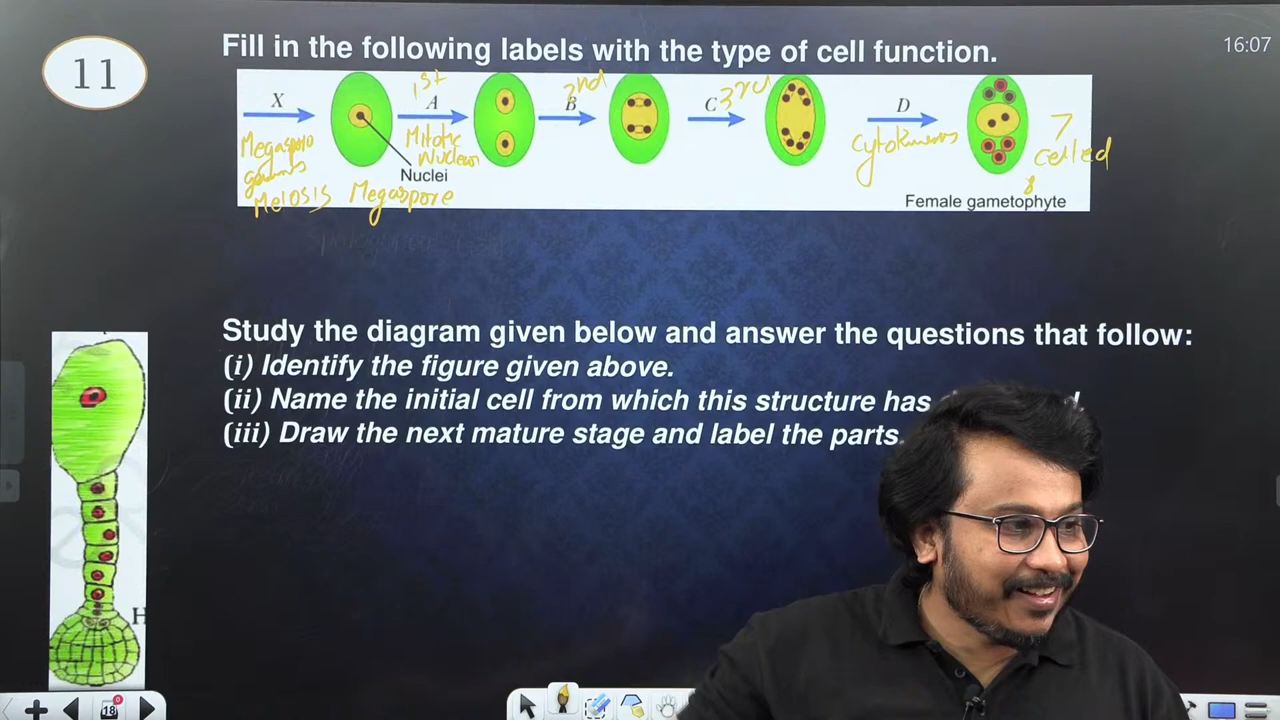 16:07
11
Fill in the following labels with the type of cell function.
X
A
B
C
D
1st
2nd
3rd
Megasporo
Meiosis
Mitotic
Cytokinesis
7
celled
8
Nuclei
Megaspore
Female gametophyte
Study the diagram given below and answer the questions that follow:
(i) Identify the figure given above.
(ii) Name the initial cell from which this structure has
(iii) Draw the next mature stage and label the parts.
H
18
0